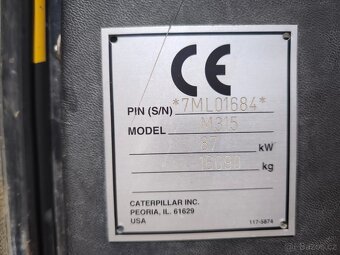 CE
PIN (S/N) *7ML01684*
MODEL M315
87 kW
kg
CATERPILLAR INC.
PEORIA, IL. 61629
USA 117-5874